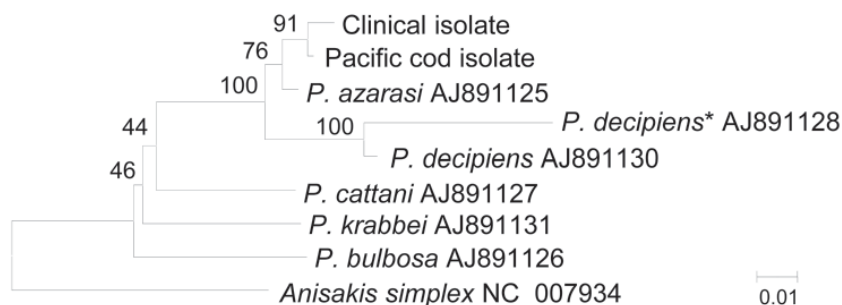 91 Clinical isolate
76 Pacific cod isolate
100 P. azarasi AJ891125
100 P. decipiens* AJ891128
44 P. decipiens AJ891130
46 P. cattani AJ891127
P. krabbei AJ891131
P. bulbosa AJ891126
Anisakis simplex NC 007934
0.01